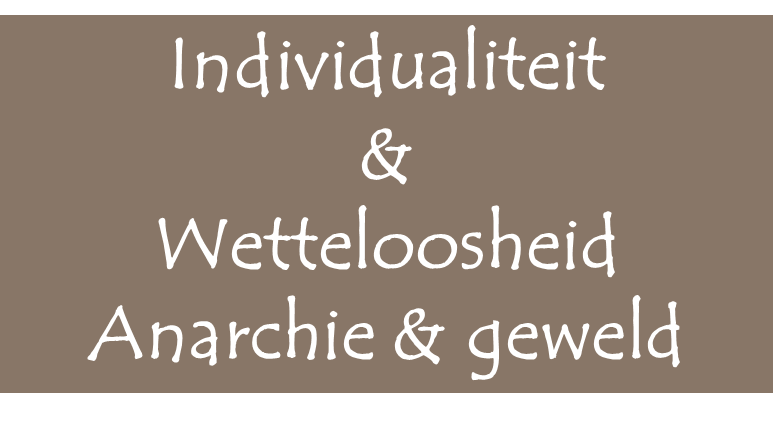 Individualiteit
&
Wetteloosheid
Anarchie & geweld